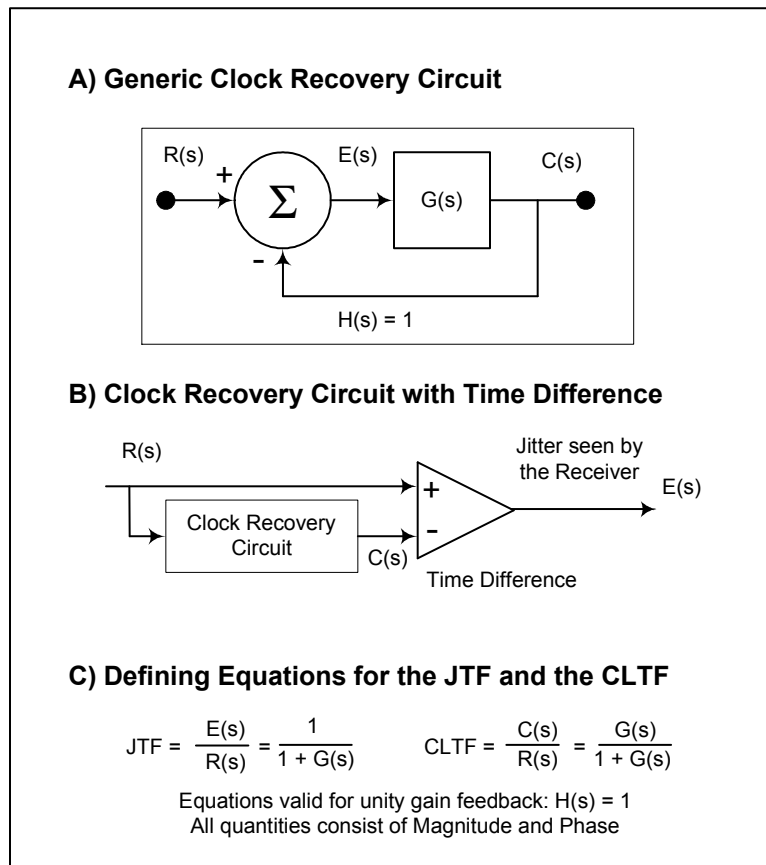 A) Generic Clock Recovery Circuit
R(s)
+
Σ
-
E(s)
G(s)
C(s)
H(s) = 1
B) Clock Recovery Circuit with Time Difference
R(s)
Clock Recovery
Circuit
C(s)
+
-
Time Difference
Jitter seen by
the Receiver
E(s)
C) Defining Equations for the JTF and the CLTF
JTF = E(s) / R(s) = 1 / 1 + G(s)
CLTF = C(s) / R(s) = G(s) / 1 + G(s)
Equations valid for unity gain feedback: H(s) = 1
All quantities consist of Magnitude and Phase